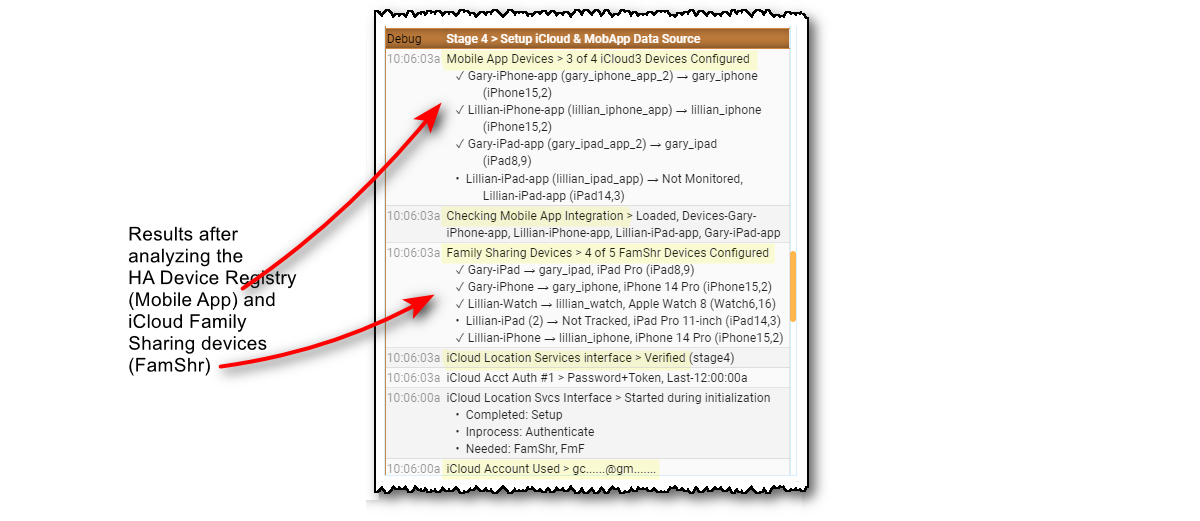 Debug Stage 4 > Setup iCloud & MobApp Data Source
10:06:03a Mobile App Devices > 3 of 4 iCloud3 Devices Configured
✓ Gary-iPhone-app (gary_iphone_app_2) → gary_iphone
(iPhone15,2)
✓ Lillian-iPhone-app (lillian_iphone_app) → lillian_iphone
(iPhone15,2)
✓ Gary-iPad-app (gary_ipad_app_2) → gary_ipad
(iPad8,9)
• Lillian-iPad-app (lillian_ipad_app) → Not Monitored,
Lillian-iPad-app (iPad14,3)
10:06:03a Checking Mobile App Integration > Loaded, Devices-Gary-
iPhone-app, Lillian-iPhone-app, Lillian-iPad-app, Gary-iPad-app
10:06:03a Family Sharing Devices > 4 of 5 FamShr Devices Configured
✓ Gary-iPad → gary_ipad, iPad Pro (iPad8,9)
✓ Gary-iPhone → gary_iphone, iPhone 14 Pro (iPhone15,2)
✓ Lillian-Watch → lillian_watch, Apple Watch 8 (Watch6,16)
• Lillian-iPad (2) → Not Tracked, iPad Pro 11-inch (iPad14,3)
✓ Lillian-iPhone → lillian_iphone, iPhone 14 Pro (iPhone15,2)
10:06:03a iCloud Location Services interface > Verified (stage4)
10:06:03a iCloud Acct Auth #1 > Password+Token, Last-12:00:00a
10:06:00a iCloud Location Svcs Interface > Started during initialization
• Completed: Setup
• Inprocess: Authenticate
• Needed: FamShr, FmF
10:06:00a iCloud Account Used > gc......@gm.......
Results after
analyzing the
HA Device Registry
(Mobile App) and
iCloud Family
Sharing devices
(FamShr)